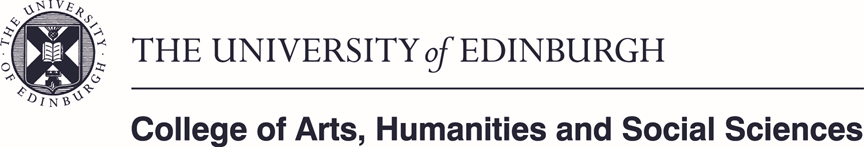 THE UNIVERSITY
OF EDINBURGH
THE UNIVERSITY of EDINBURGH
College of Arts, Humanities and Social Sciences